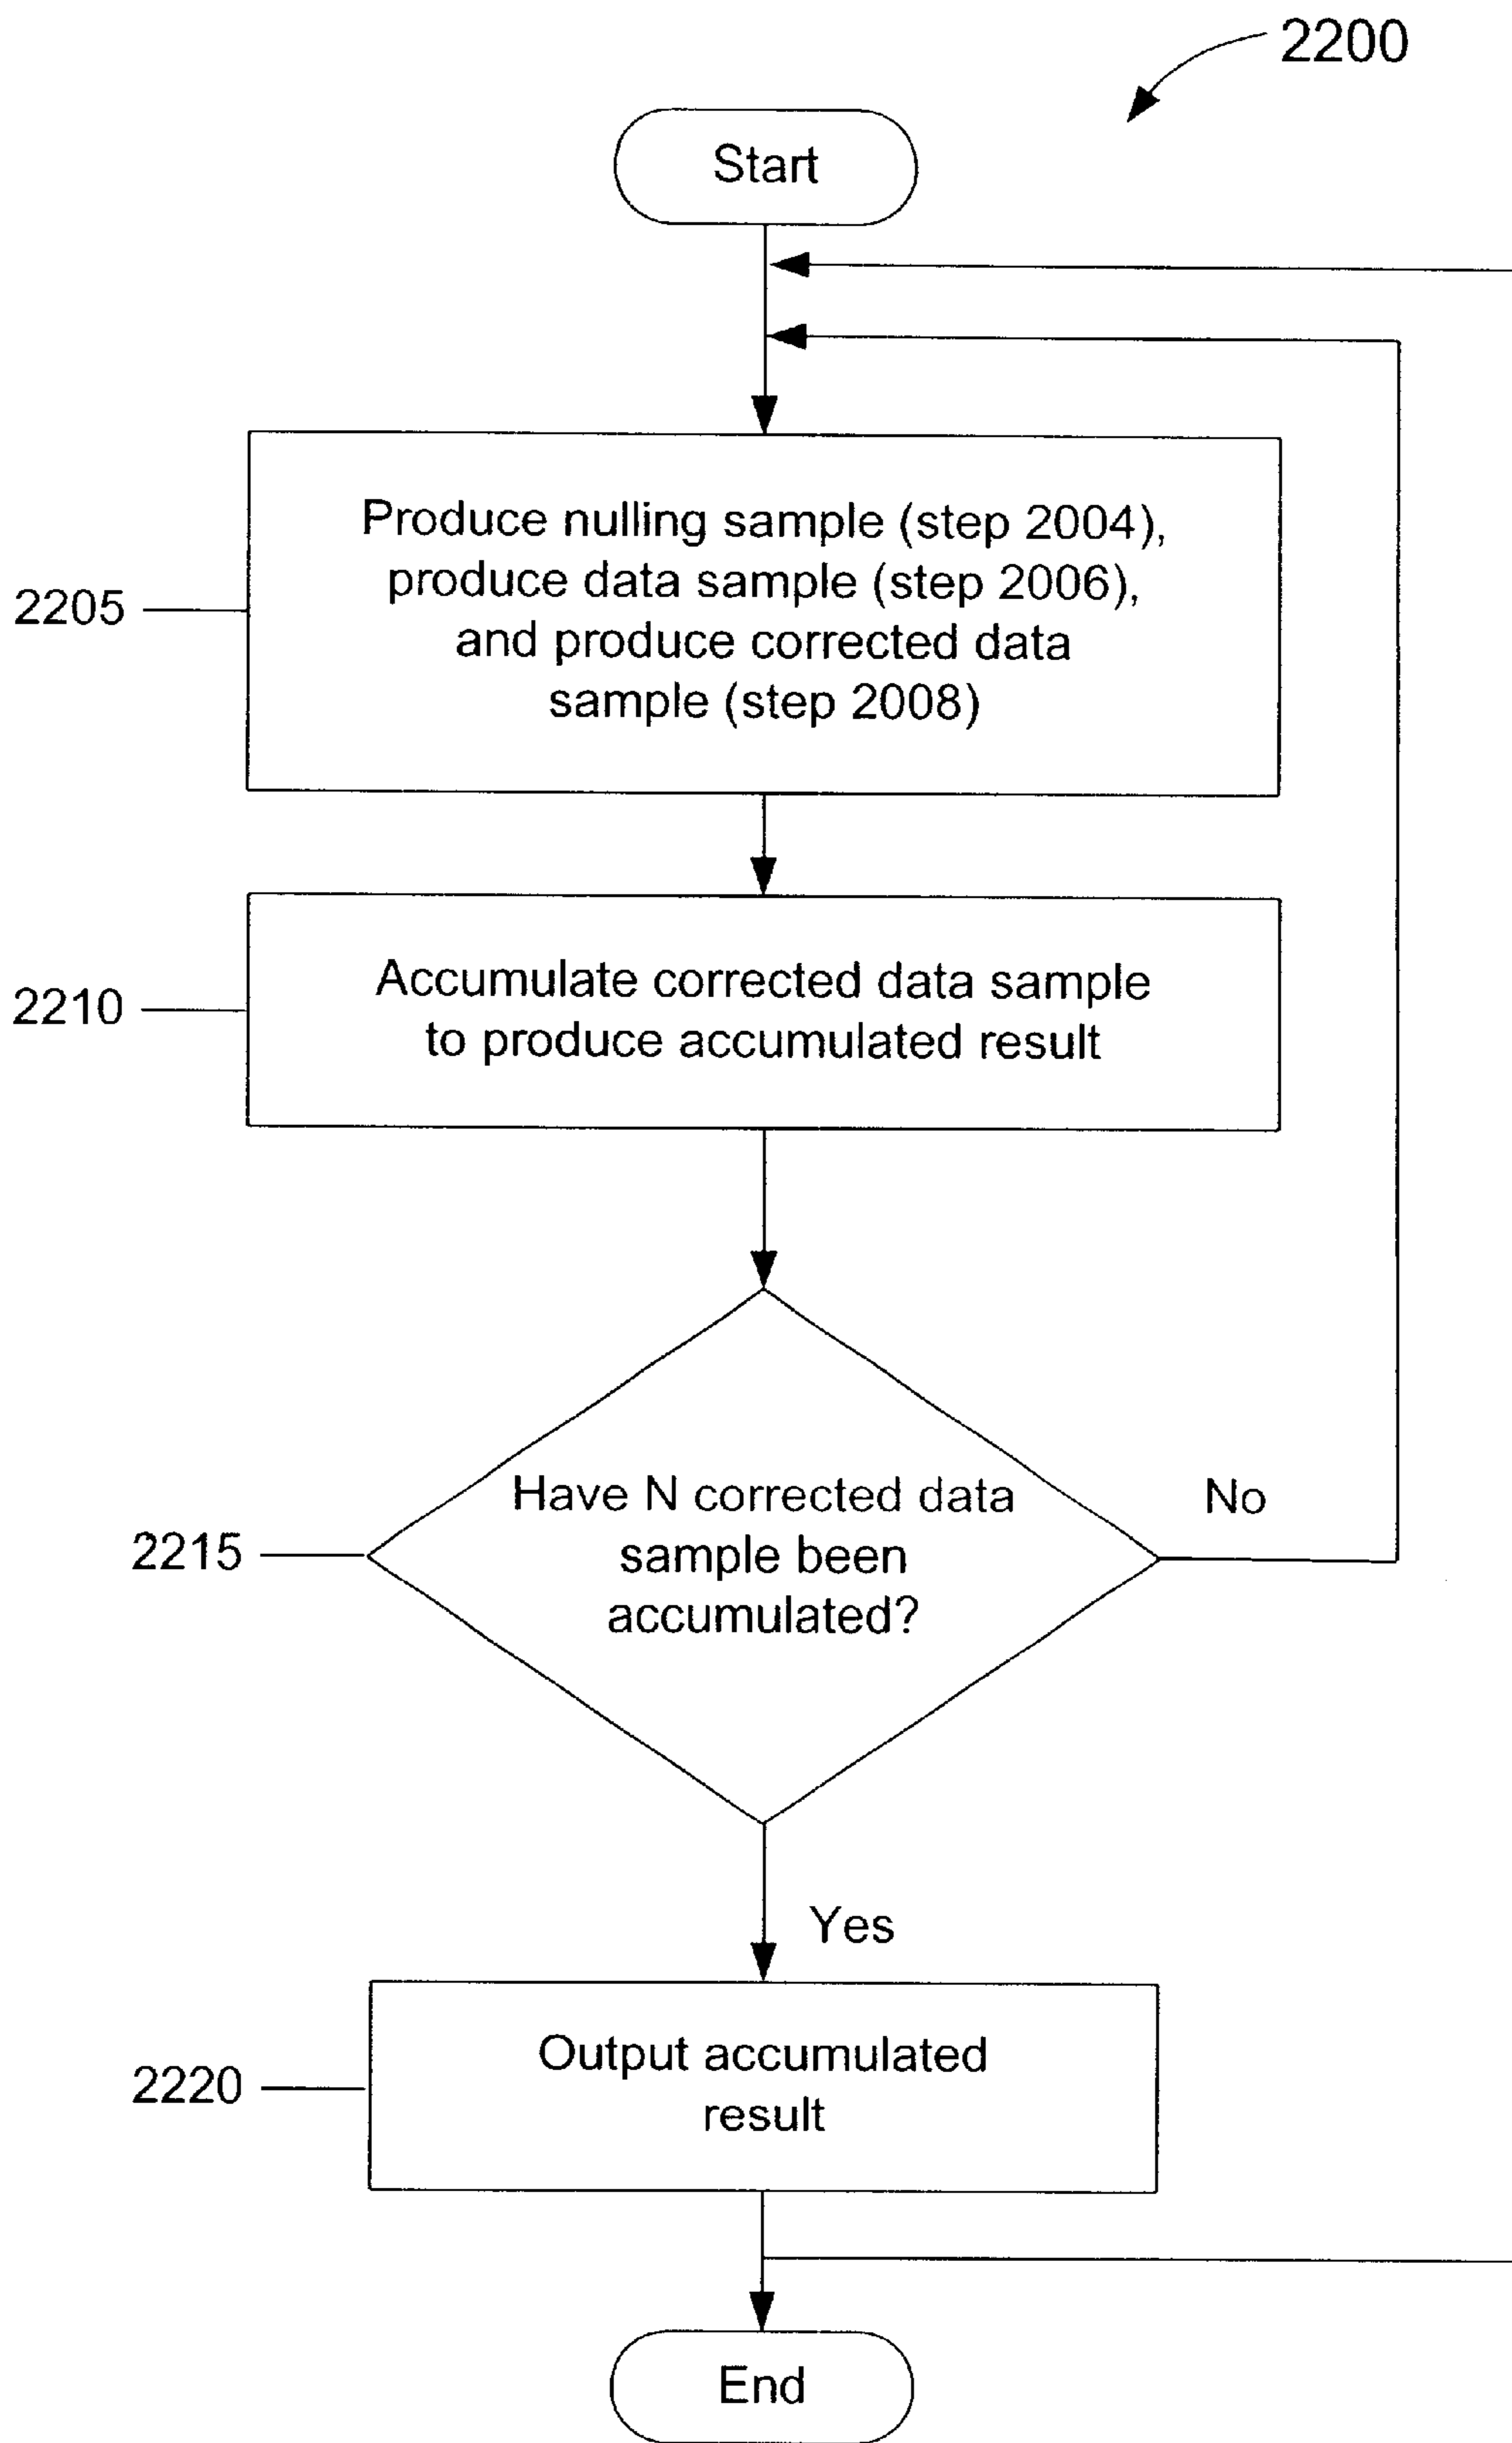 2200
Start
Produce nulling sample (step 2004),
produce data sample (step 2006),
and produce corrected data
sample (step 2008)
2205
Accumulate corrected data sample
to produce accumulated result
2210
Have N corrected data
sample been
accumulated?
No
2215
Yes
Output accumulated
result
2220
End